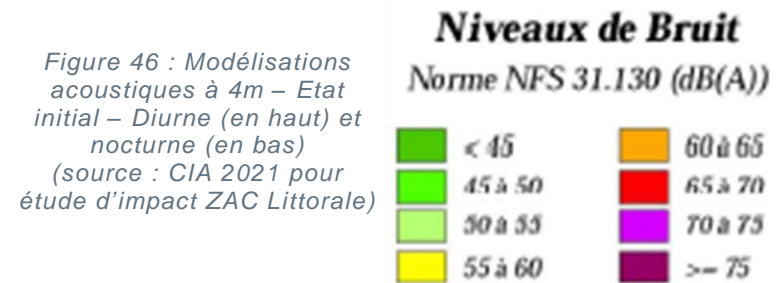 Figure 46 : Modélisations
acoustiques à 4m – Etat
initial – Diurne (en haut) et
nocturne (en bas)
(source : CIA 2021 pour
étude d'impact ZAC Littorale)
Niveaux de Bruit
Norme NFS 31.130 (dB(A))
< 45
45 à 50
50 à 55
55 à 60
60 à 65
65 à 70
70 à 75
>= 75